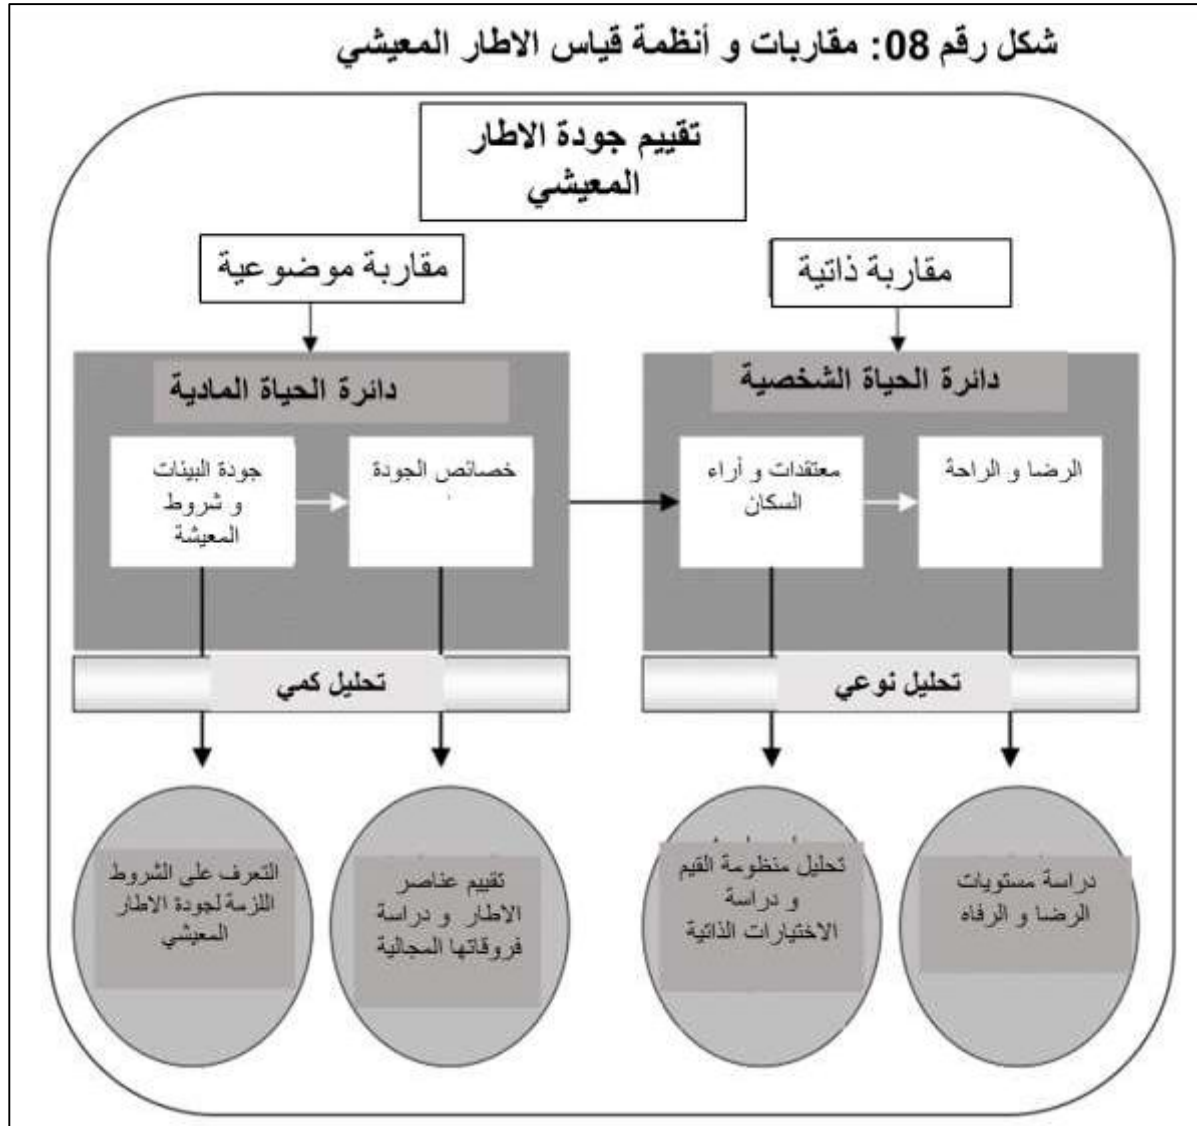 شكل رقم 08: مقاربات و أنظمة قياس الاطار المعيشي
تقييم جودة الاطار
المعيشي
مقاربة ذاتية
مقاربة موضوعية
دائرة الحياة الشخصية
الرضا و الراحة
معتقدات و أراء
السكان
دائرة الحياة المادية
خصائص الجودة
جودة البينات
و شروط
المعيشة
تحليل نوعي
تحليل كمي
دراسة مستويات
الرضا و الرفاه
تحليل منظومة القيم
و دراسة
الاختيارات الذاتية
تقييم عناصر
الاطار و دراسة
فروقاتها المجالية
التعرف على الشروط
اللزمة لجودة الاطار
المعيشي